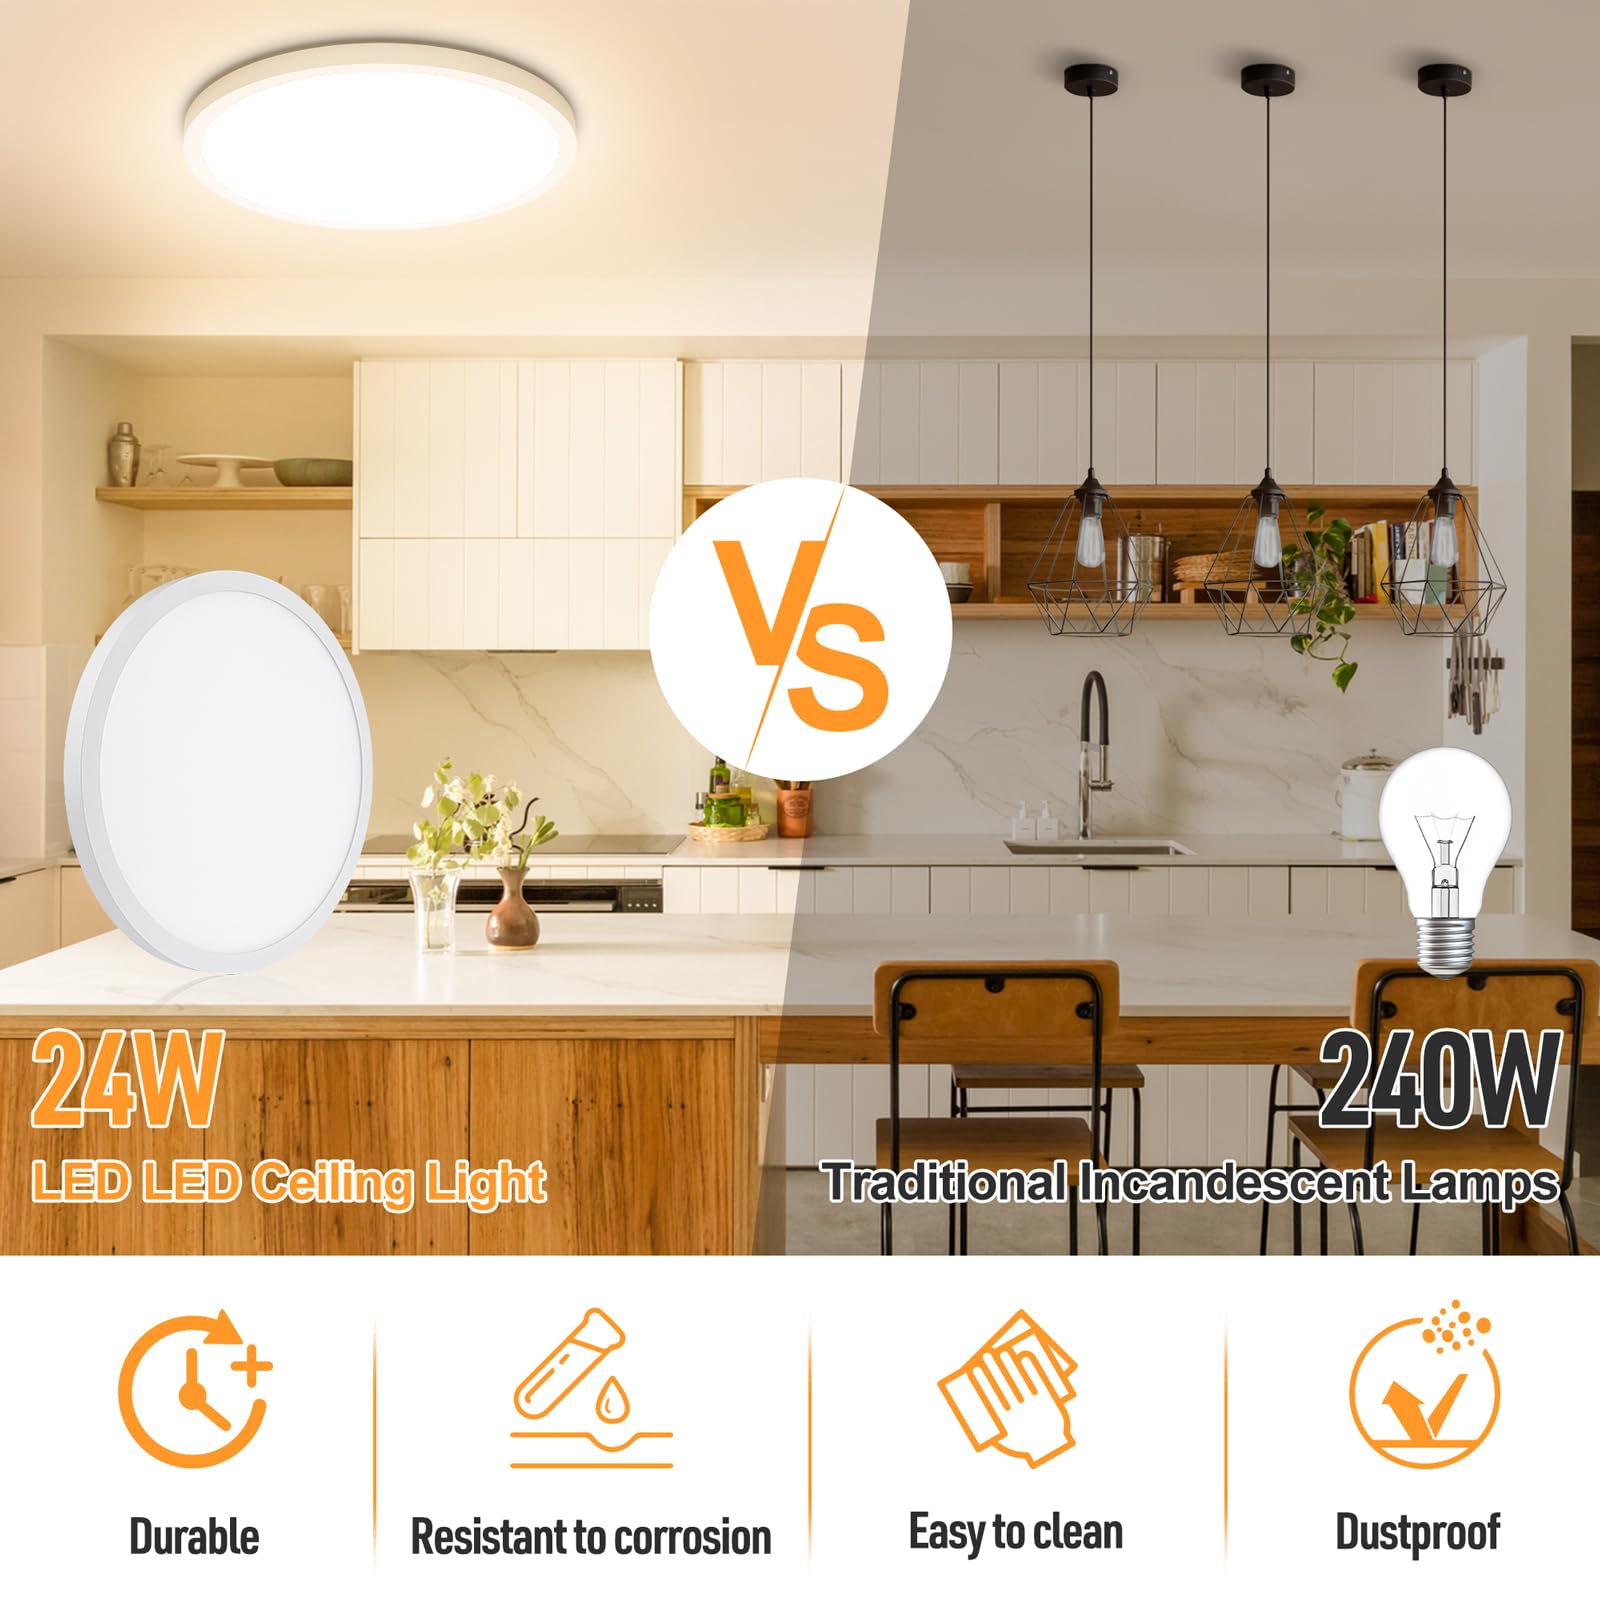 VS
24W
LED LED Ceiling Light
240W
Traditional Incandescent Lamps
Durable
Resistant to corrosion
Easy to clean
Dustproof